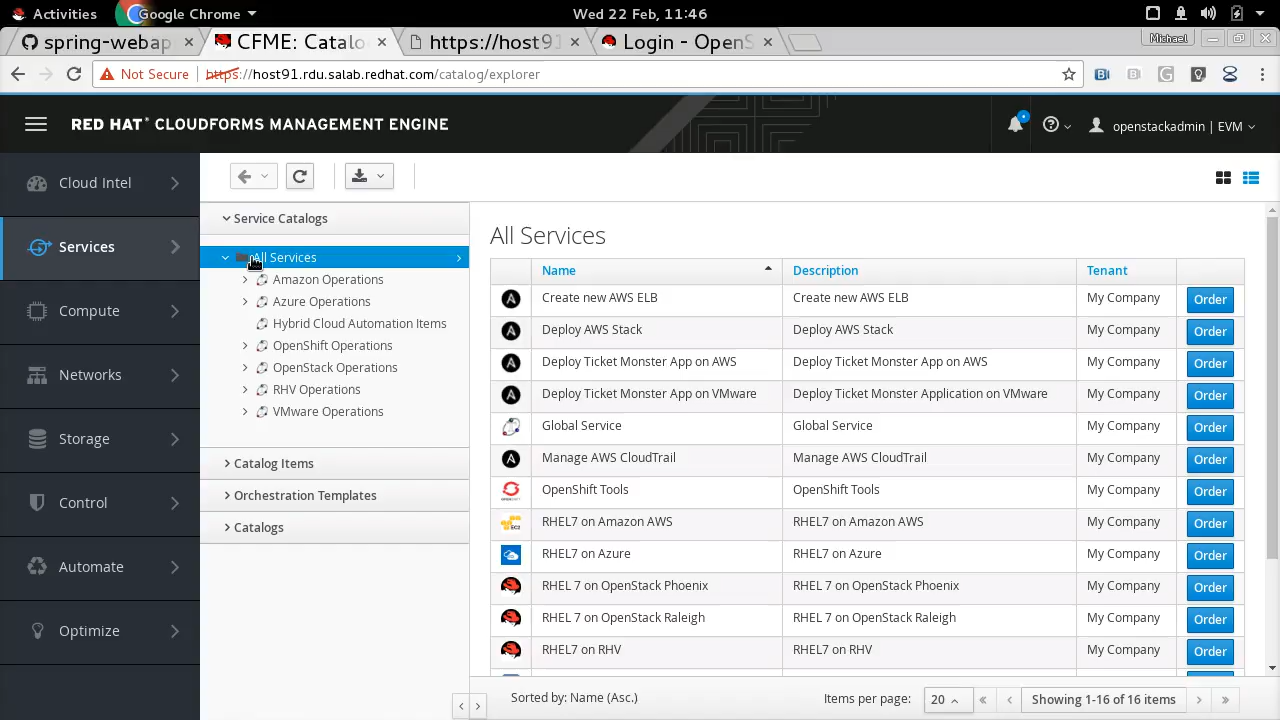 Activities
Google Chrome
Wed 22 Feb, 11:46
spring-webap
CFME: Catalo
https://host91
Login - OpenS
Michael
Not Secure
https://host91.rdu.salab.redhat.com/catalog/explorer
RED HAT® CLOUDFORMS MANAGEMENT ENGINE
openstackadmin | EVM
Cloud Intel
Services
Compute
Networks
Storage
Control
Automate
Optimize
Service Catalogs
All Services
Amazon Operations
Azure Operations
Hybrid Cloud Automation Items
OpenShift Operations
OpenStack Operations
RHV Operations
VMware Operations
Catalog Items
Orchestration Templates
Catalogs
All Services
Name Description Tenant
Create new AWS ELB Create new AWS ELB My Company Order
Deploy AWS Stack Deploy AWS Stack My Company Order
Deploy Ticket Monster App on AWS Deploy Ticket Monster App on AWS My Company Order
Deploy Ticket Monster App on VMware Deploy Ticket Monster Application on VMware My Company Order
Global Service Global Service My Company Order
Manage AWS CloudTrail Manage AWS CloudTrail My Company Order
OpenShift Tools OpenShift Tools My Company Order
RHEL7 on Amazon AWS RHEL7 on Amazon AWS My Company Order
RHEL7 on Azure RHEL7 on Azure My Company Order
RHEL 7 on OpenStack Phoenix RHEL 7 on OpenStack Phoenix My Company Order
RHEL 7 on OpenStack Raleigh RHEL 7 on OpenStack Raleigh My Company Order
RHEL7 on RHV RHEL7 on RHV My Company Order
Sorted by: Name (Asc.)
Items per page: 20
Showing 1-16 of 16 items